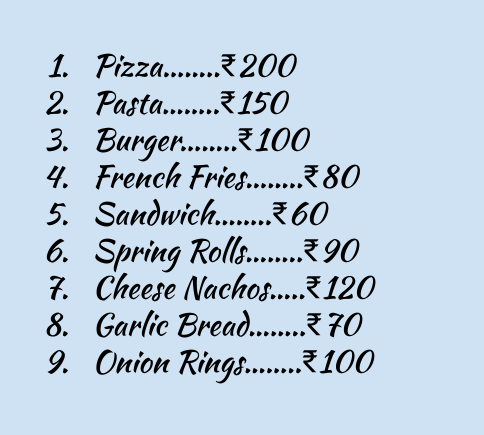 1. Pizza........₹200
2. Pasta........₹150
3. Burger........₹100
4. French Fries........₹80
5. Sandwich........₹60
6. Spring Rolls........₹90
7. Cheese Nachos.....₹120
8. Garlic Bread........₹70
9. Onion Rings........₹100